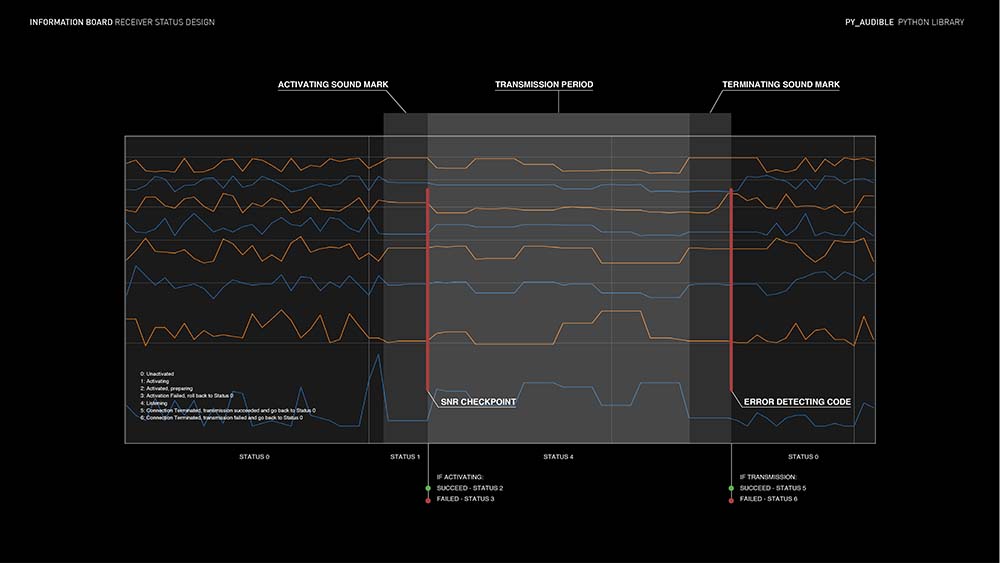 INFORMATION BOARD RECEIVER STATUS DESIGN
PY_AUDIBLE PYTHON LIBRARY
ACTIVATING SOUND MARK
TRANSMISSION PERIOD
TERMINATING SOUND MARK
0: Unactivated
1: Activating
2: Activated, preparing
3: Activation Failed, roll back to Status 0
4: Listening
5: Connection Terminated, tranmission succeeded and go back to Status 0
6: Connection Terminated, transmission failed and go back to Status 0
SNR CHECKPOINT
ERROR DETECTING CODE
STATUS 0
STATUS 1
STATUS 4
STATUS 0
IF ACTIVATING:
SUCCEED - STATUS 2
FAILED - STATUS 3
IF TRANSMISSION:
SUCCEED - STATUS 5
FAILED - STATUS 6